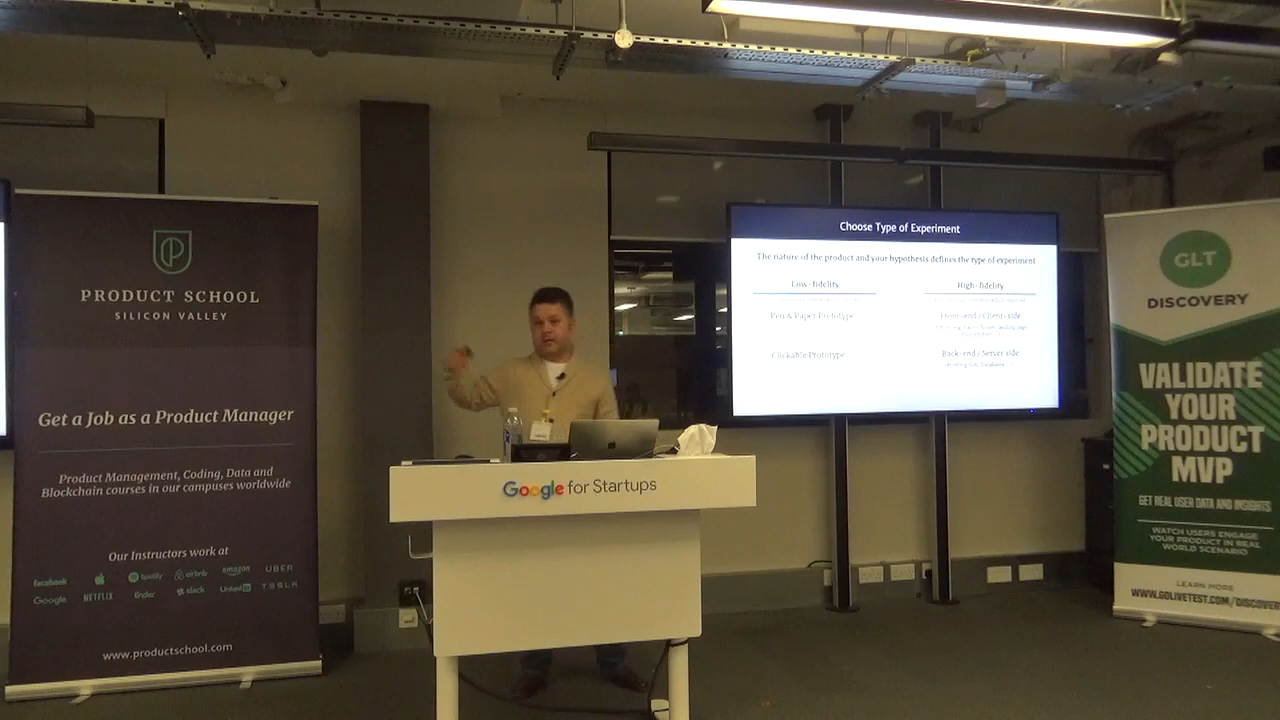 PRODUCT SCHOOL
SILICON VALLEY
Get a Job as a Product Manager
Product Management, Coding, Data and
Blockchain courses in our campuses worldwide
Our Instructors work at
facebook
Spotify
airbnb
amazon
UBER
Google
NETFLIX
tinder
slack
LinkedIn
TESLA
www.productschool.com
Google for Startups
Choose Type of Experiment
The nature of the product and your hypothesis defines the type of experiment
Low-fidelity
High-fidelity
Pen & Paper Prototype
Front-end / Client-side
Clickable Prototype
Back-end / Server side
GLT
DISCOVERY
VALIDATE
YOUR
PRODUCT
MVP
GET REAL USER DATA AND INSIGHTS
WATCH USERS ENGAGE
YOUR PRODUCT IN REAL
WORLD SCENARIO
LEARN MORE
WWW.GOLIVETEST.COM/DISCOVER